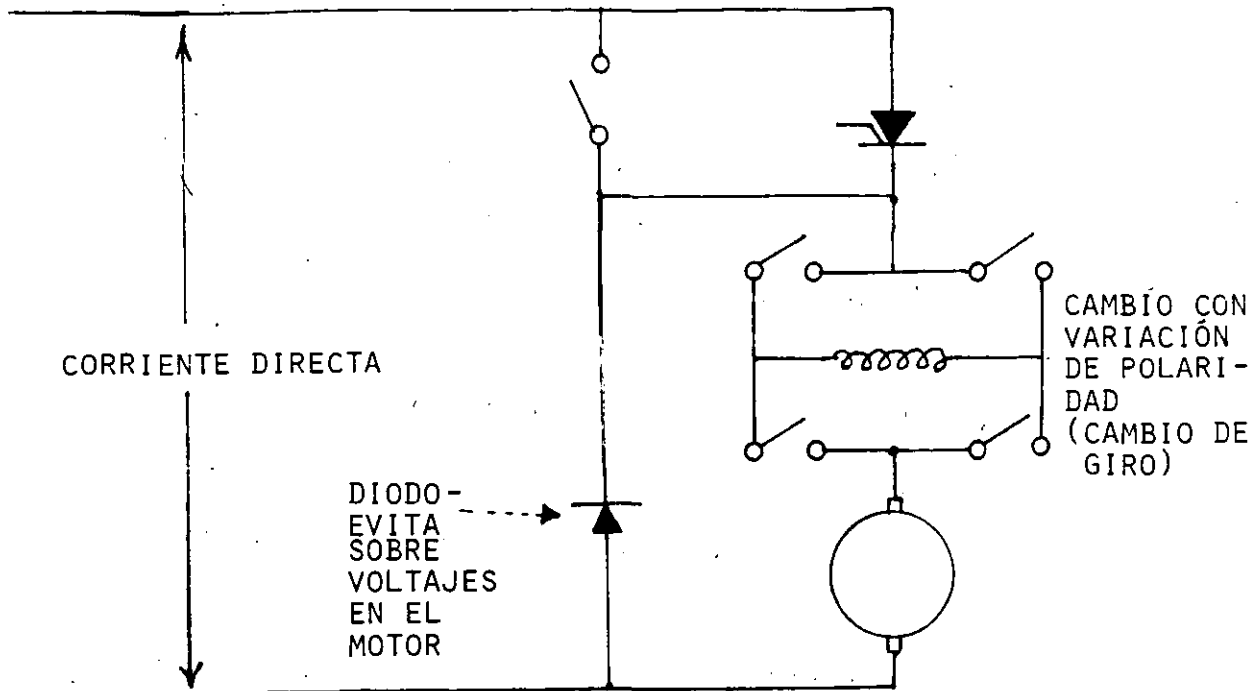 CORRIENTE DIRECTA
CAMBIO CON
VARIACIÓN
DE POLARI-
DAD
(CAMBIO DE
GIRO)
DIODO-
EVITA
SOBRE
VOLTAJES
EN EL
MOTOR